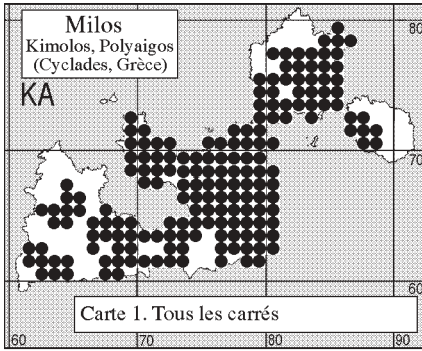 Milos
Kimolos, Polyaigos
(Cyclades, Grèce)
KA
80
70
60
Carte 1. Tous les carrés
60
70
80
90